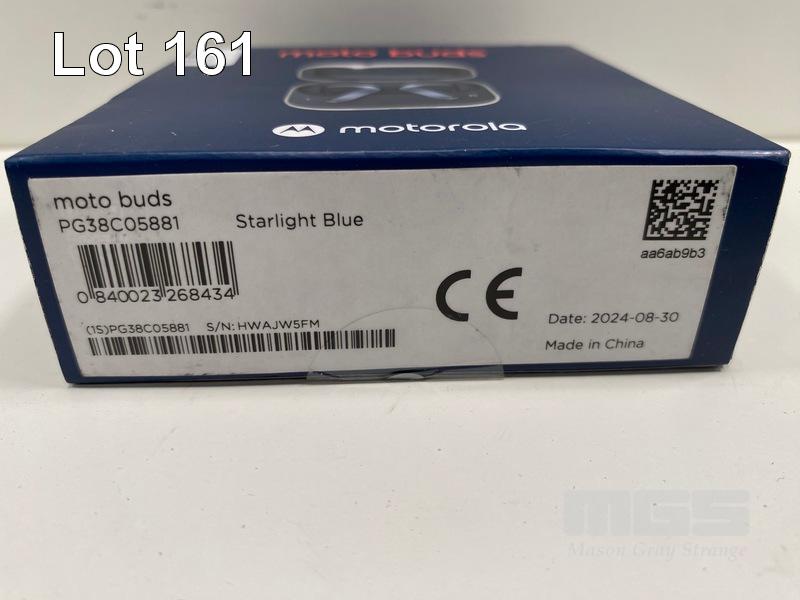 Lot 161
moto buds
motorola
moto buds
PG38C05881 Starlight Blue
aa6ab9b3
0 840023 268434
CE
Date: 2024-08-30
(1S)PG38C05881 S/N: HWAJW5FM
Made in China
MGS
Mason Gray Strange